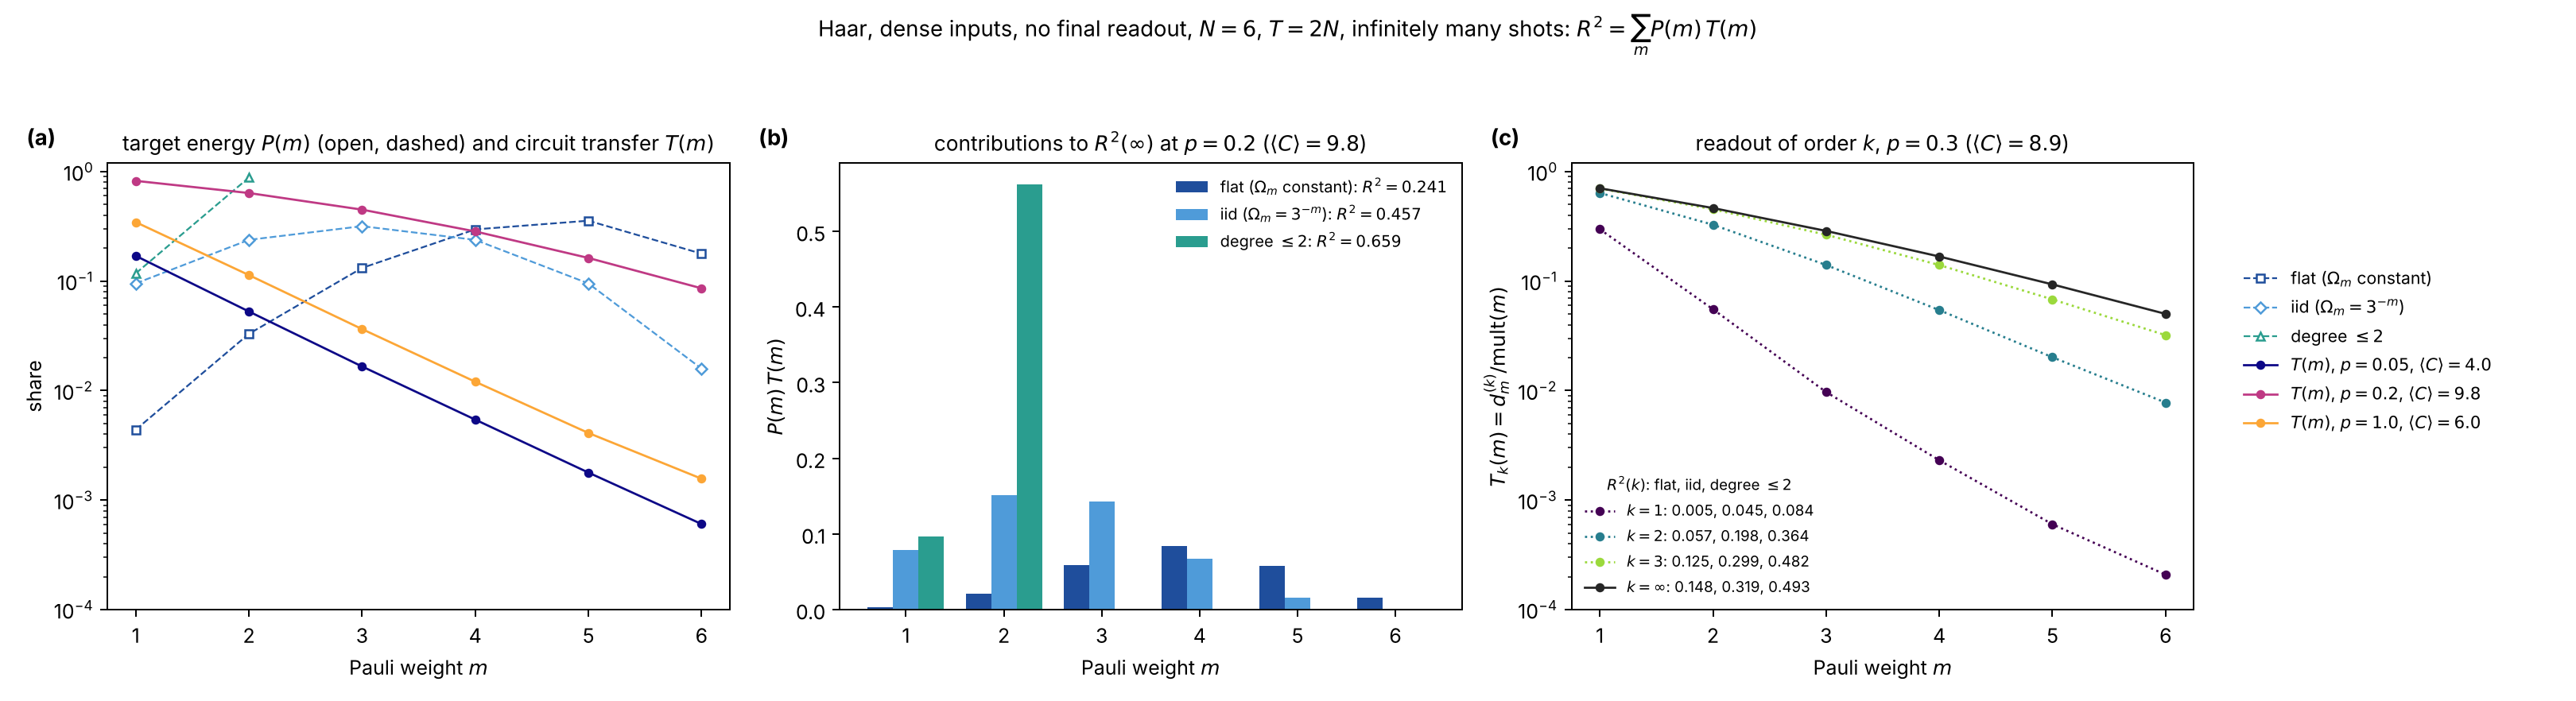 Haar, dense inputs, no final readout, N = 6, T = 2N, infinitely many shots: R² = ∑ₘ P(m) T(m)
(a) target energy P(m) (open, dashed) and circuit transfer T(m)
share
10⁰
10⁻¹
10⁻²
10⁻³
10⁻⁴
1 2 3 4 5 6
Pauli weight m
(b) contributions to R²(∞) at p = 0.2 (⟨C⟩ = 9.8)
flat (Ωₘ constant): R² = 0.241
iid (Ωₘ = 3⁻ᵐ): R² = 0.457
degree ≤ 2: R² = 0.659
P(m) T(m)
0.5
0.4
0.3
0.2
0.1
0.0
1 2 3 4 5 6
Pauli weight m
(c) readout of order k, p = 0.3 (⟨C⟩ = 8.9)
Tₖ(m) = dₘ⁽ᵏ⁾/mult(m)
10⁰
10⁻¹
10⁻²
10⁻³
10⁻⁴
R²(k): flat, iid, degree ≤ 2
k = 1: 0.005, 0.045, 0.084
k = 2: 0.057, 0.198, 0.364
k = 3: 0.125, 0.299, 0.482
k = ∞: 0.148, 0.319, 0.493
1 2 3 4 5 6
Pauli weight m
flat (Ωₘ constant)
iid (Ωₘ = 3⁻ᵐ)
degree ≤ 2
T(m), p = 0.05, ⟨C⟩ = 4.0
T(m), p = 0.2, ⟨C⟩ = 9.8
T(m), p = 1.0, ⟨C⟩ = 6.0